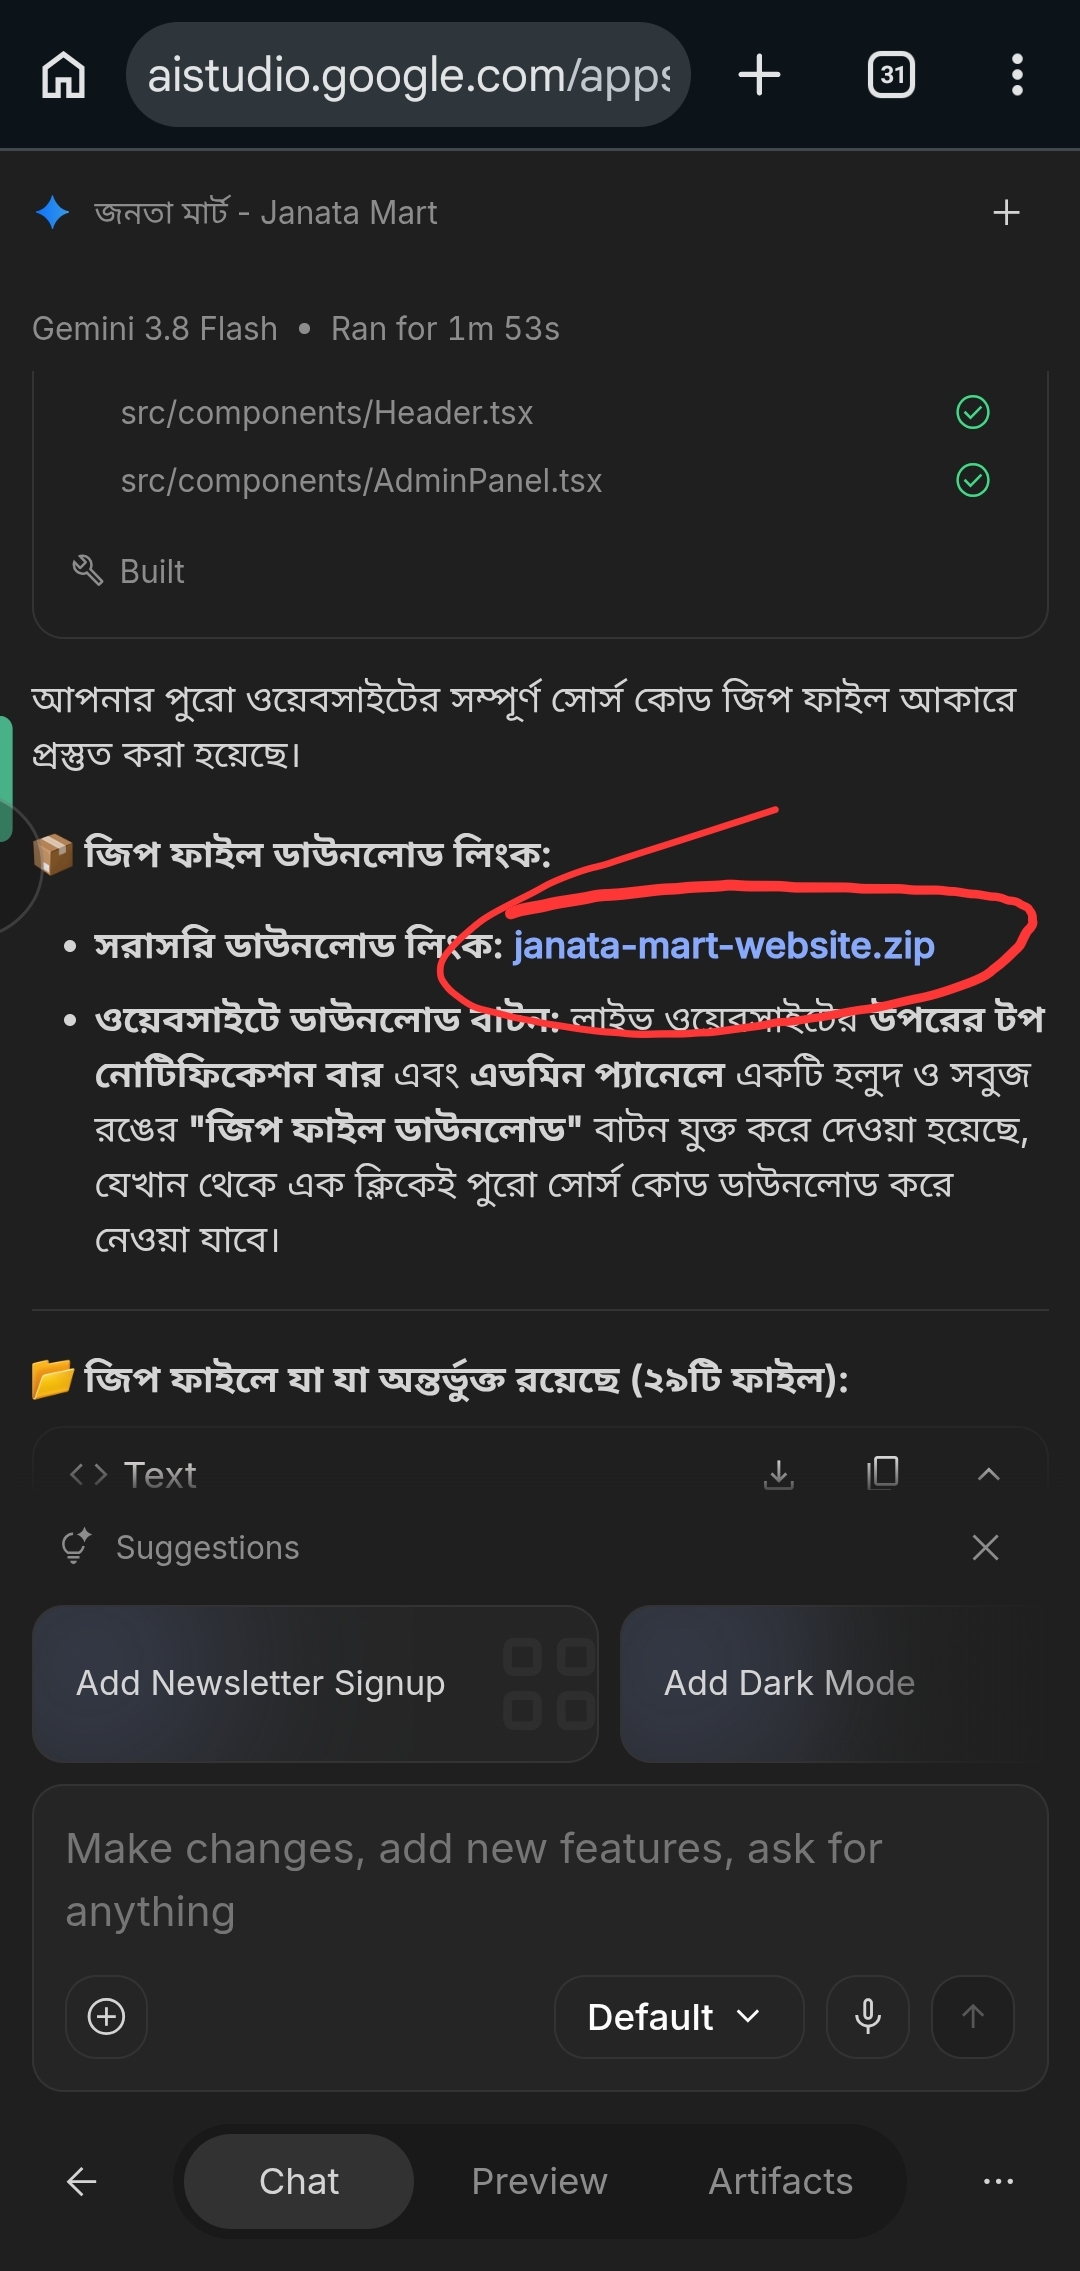 aistudio.google.com/apps
31
জনতা মার্ট - Janata Mart
Gemini 3.8 Flash • Ran for 1m 53s
src/components/Header.tsx
src/components/AdminPanel.tsx
Built
আপনার পুরো ওয়েবসাইটের সম্পূর্ণ সোর্স কোড জিপ ফাইল আকারে
প্রস্তুত করা হয়েছে।
📦 জিপ ফাইল ডাউনলোড লিংক:
• সরাসরি ডাউনলোড লিংক: janata-mart-website.zip
• ওয়েবসাইটে ডাউনলোড বাটন: লাইভ ওয়েবসাইটের উপরের টপ
নোটিফিকেশন বার এবং এডমিন প্যানেলে একটি হলুদ ও সবুজ
রঙের "জিপ ফাইল ডাউনলোড" বাটন যুক্ত করে দেওয়া হয়েছে,
যেখান থেকে এক ক্লিকেই পুরো সোর্স কোড ডাউনলোড করে
নেওয়া যাবে।
📂 জিপ ফাইলে যা যা অন্তর্ভুক্ত রয়েছে (২৯টি ফাইল):
Text
Suggestions
Add Newsletter Signup
Add Dark Mode
Make changes, add new features, ask for
anything
Default
Chat
Preview
Artifacts